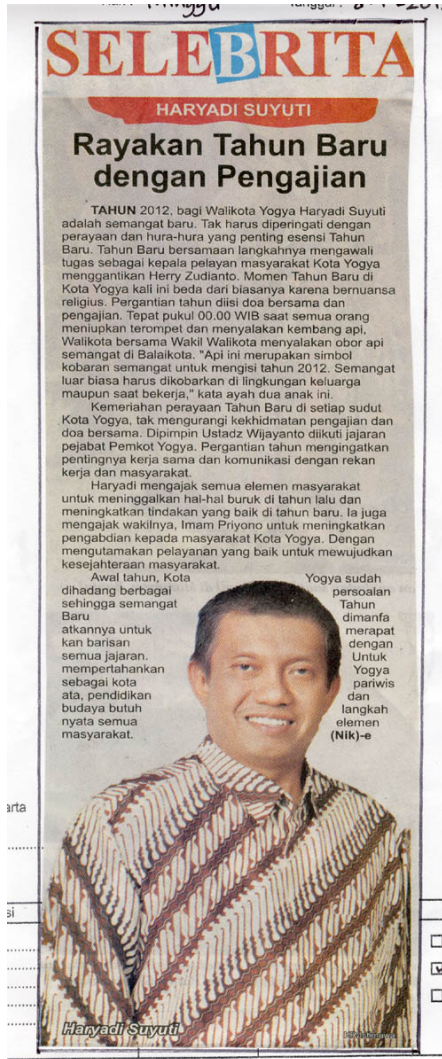 SELEBRITA
HARYADI SUYUTI
Rayakan Tahun Baru
dengan Pengajian
TAHUN 2012, bagi Walikota Yogya Haryadi Suyuti
adalah semangat baru. Tak harus diperingati dengan
perayaan dan hura-hura yang penting esensi Tahun
Baru. Tahun Baru bersamaan langkahnya mengawali
tugas sebagai kepala pelayan masyarakat Kota Yogya
menggantikan Herry Zudianto. Momen Tahun Baru di
Kota Yogya kali ini beda dari biasanya karena bernuansa
religius. Pergantian tahun diisi doa bersama dan
pengajian. Tepat pukul 00.00 WIB saat semua orang
meniupkan terompet dan menyalakan kembang api,
Walikota bersama Wakil Walikota menyalakan obor api
semangat di Balaikota. "Api ini merupakan simbol
kobaran semangat untuk mengisi tahun 2012. Semangat
luar biasa harus dikobarkan di lingkungan keluarga
maupun saat bekerja," kata ayah dua anak ini.
Kemeriahan perayaan Tahun Baru di setiap sudut
Kota Yogya, tak mengurangi kekhidmatan pengajian dan
doa bersama. Dipimpin Ustadz Wijayanto diikuti jajaran
pejabat Pemkot Yogya. Pergantian tahun mengingatkan
pentingnya kerja sama dan komunikasi dengan rekan
kerja dan masyarakat.
Haryadi mengajak semua elemen masyarakat
untuk meninggalkan hal-hal buruk di tahun lalu dan
meningkatkan tindakan yang baik di tahun baru. Ia juga
mengajak wakilnya, Imam Priyono untuk meningkatkan
pengabdian kepada masyarakat Kota Yogya. Dengan
mengutamakan pelayanan yang baik untuk mewujudkan
kesejahteraan masyarakat.
Awal tahun, Kota Yogya sudah
dihadang berbagai persoalan
sehingga semangat Tahun
Baru dimanfa
atkannya untuk merapat
kan barisan dengan
semua jajaran. Untuk
mempertahankan Yogya
sebagai kota pariwis
ata, pendidikan dan
budaya butuh langkah
nyata semua elemen
masyarakat. (Nik)-e
arta
si
Haryadi Suyuti